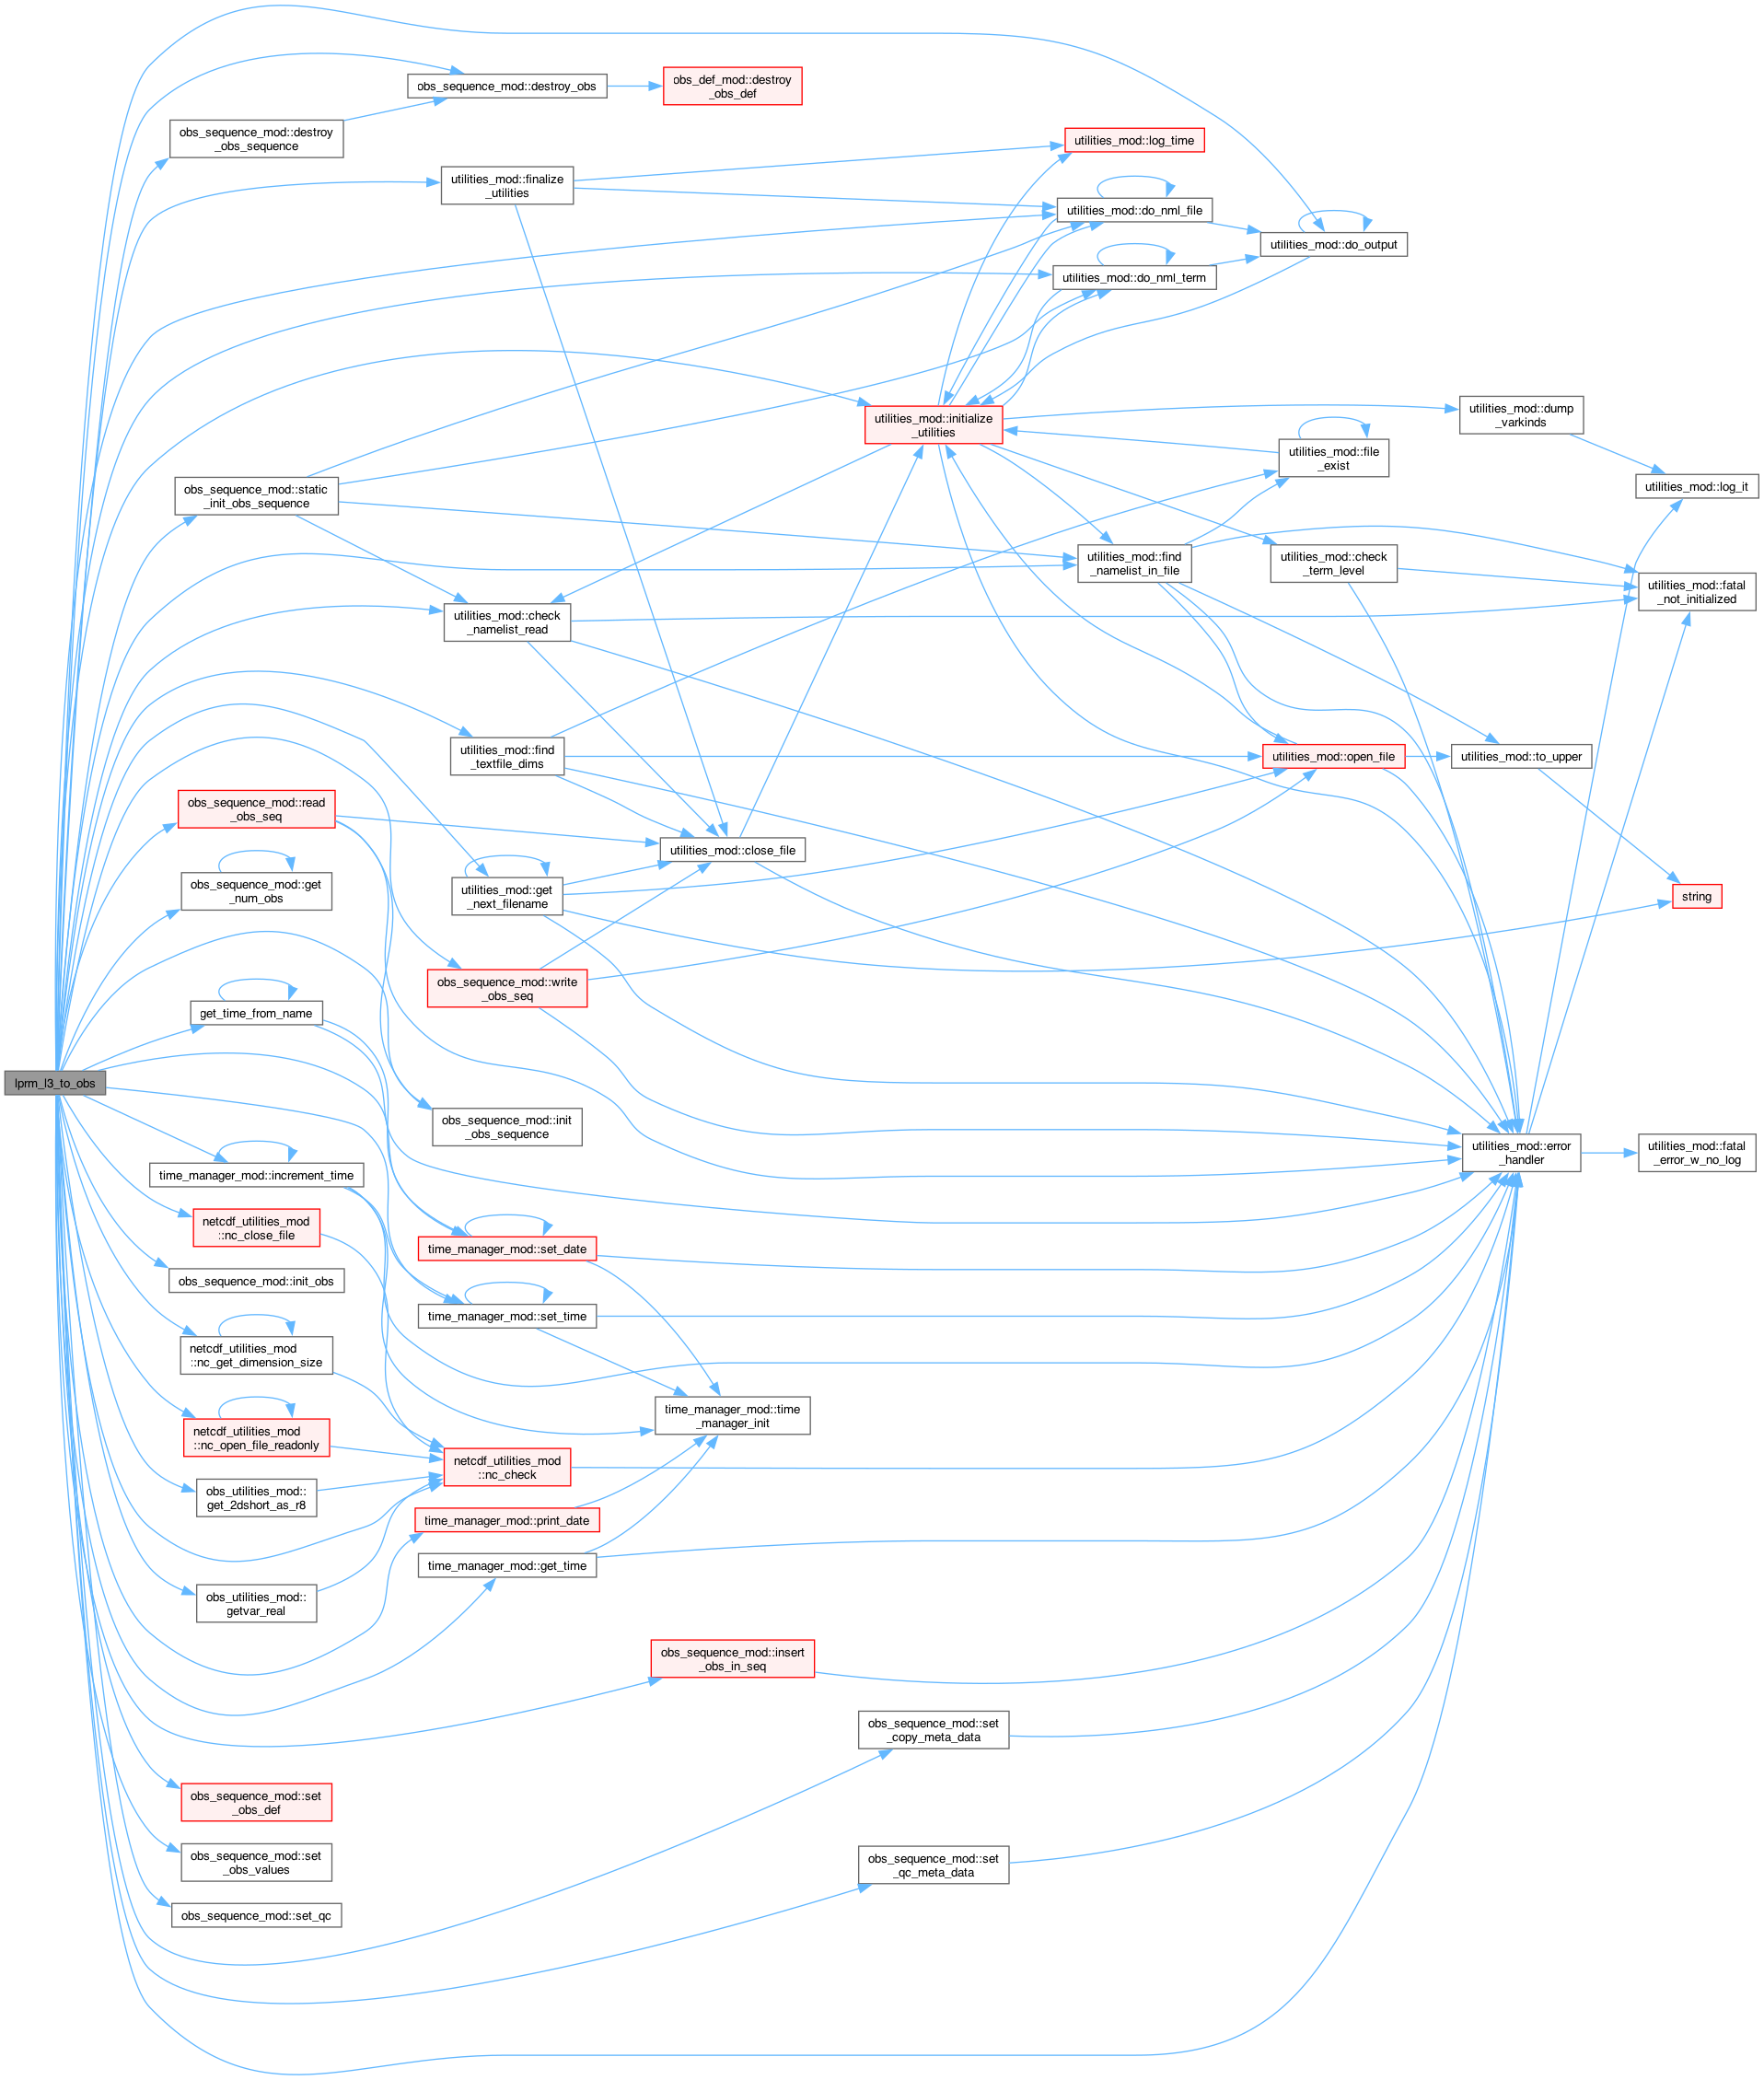 obs_sequence_mod::destroy_obs
obs_def_mod::destroy
_obs_def
obs_sequence_mod::destroy
_obs_sequence
utilities_mod::log_time
utilities_mod::finalize
_utilities
utilities_mod::do_nml_file
utilities_mod::do_output
utilities_mod::do_nml_term
utilities_mod::initialize
_utilities
utilities_mod::dump
_varkinds
utilities_mod::file
_exist
obs_sequence_mod::static
_init_obs_sequence
utilities_mod::log_it
utilities_mod::find
_namelist_in_file
utilities_mod::check
_term_level
utilities_mod::fatal
_not_initialized
utilities_mod::check
_namelist_read
utilities_mod::find
_textfile_dims
utilities_mod::open_file
utilities_mod::to_upper
obs_sequence_mod::read
_obs_seq
utilities_mod::close_file
obs_sequence_mod::get
_num_obs
utilities_mod::get
_next_filename
string
obs_sequence_mod::write
_obs_seq
get_time_from_name
lprm_l3_to_obs
obs_sequence_mod::init
_obs_sequence
utilities_mod::error
_handler
utilities_mod::fatal
_error_w_no_log
time_manager_mod::increment_time
netcdf_utilities_mod
::nc_close_file
time_manager_mod::set_date
obs_sequence_mod::init_obs
time_manager_mod::set_time
netcdf_utilities_mod
::nc_get_dimension_size
time_manager_mod::time
_manager_init
netcdf_utilities_mod
::nc_open_file_readonly
netcdf_utilities_mod
::nc_check
obs_utilities_mod::
get_2dshort_as_r8
time_manager_mod::print_date
time_manager_mod::get_time
obs_utilities_mod::
getvar_real
obs_sequence_mod::insert
_obs_in_seq
obs_sequence_mod::set
_copy_meta_data
obs_sequence_mod::set
_obs_def
obs_sequence_mod::set
_obs_values
obs_sequence_mod::set
_qc_meta_data
obs_sequence_mod::set_qc